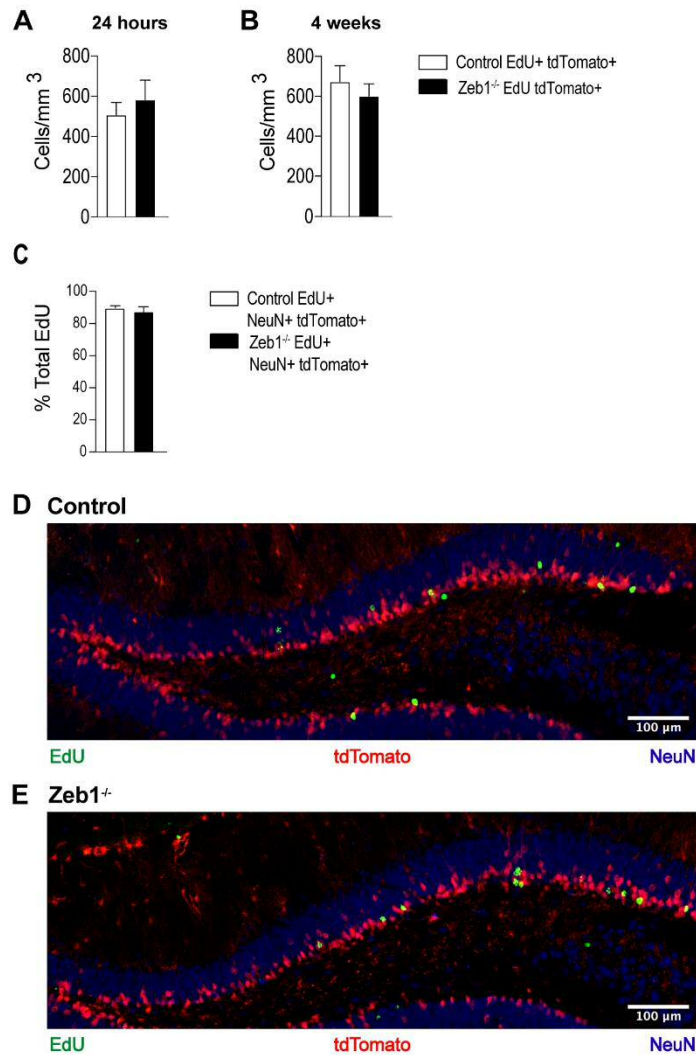 A 24 hours
B 4 weeks
Cells/mm 3
800
600
400
200
0
Cells/mm 3
800
600
400
200
0
Control EdU+ tdTomato+
Zeb1-/- EdU tdTomato+
C
% Total EdU
100
80
60
40
20
0
Control EdU+
NeuN+ tdTomato+
Zeb1-/- EdU+
NeuN+ tdTomato+
D Control
100 µm
EdU tdTomato NeuN
E Zeb1-/-
100 µm
EdU tdTomato NeuN